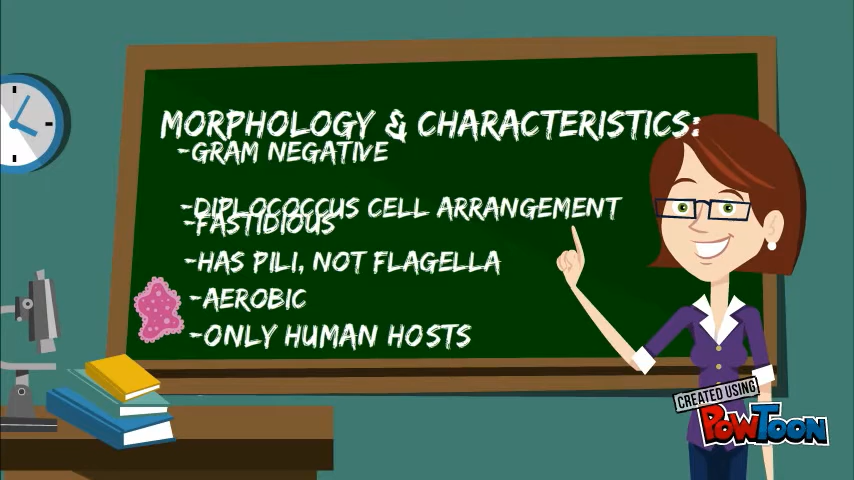 MORPHOLOGY & CHARACTERISTICS:
-GRAM NEGATIVE
-DIPLOCOCCUS CELL ARRANGEMENT
-FASTIDIOUS
-HAS PILI, NOT FLAGELLA
-AEROBIC
-ONLY HUMAN HOSTS
CREATED USING
POWTOON